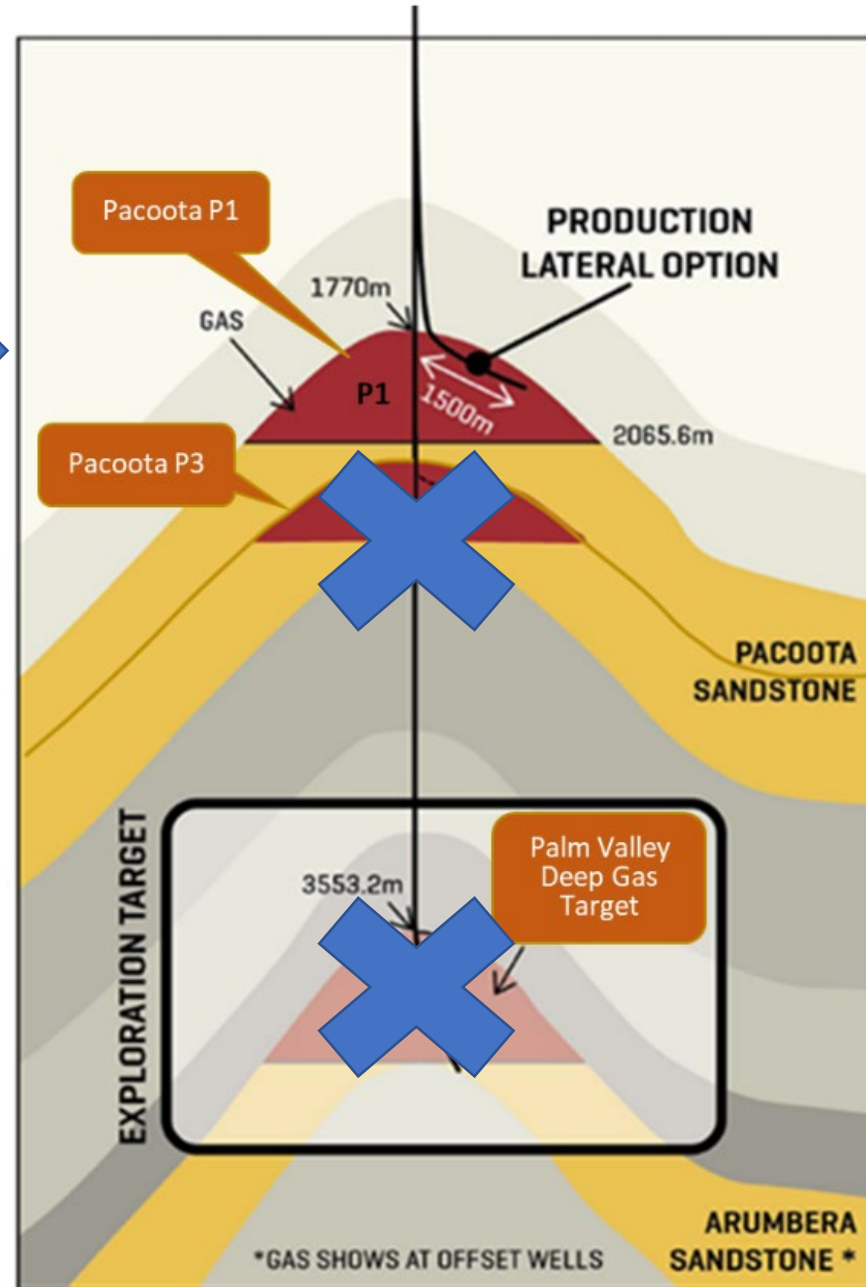 Pacoota P1
PRODUCTION
LATERAL OPTION
1770m
GAS
P1
1500m
2065.6m
Pacoota P3
PACOOTA
SANDSTONE
EXPLORATION TARGET
Palm Valley
Deep Gas
Target
3553.2m
ARUMBERA
SANDSTONE *
*GAS SHOWS AT OFFSET WELLS